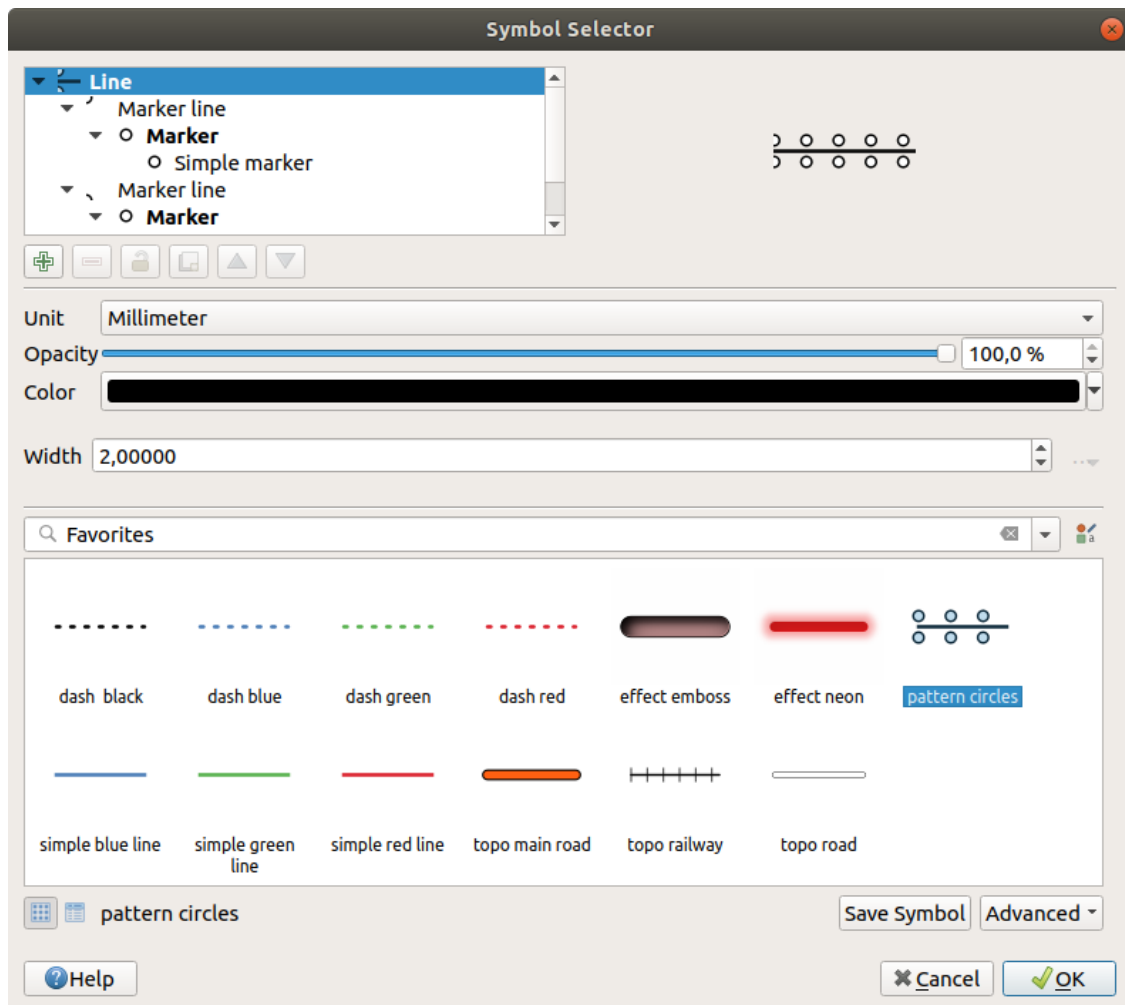 Symbol Selector
Line
Marker line
Marker
Simple marker
Marker line
Marker
Unit
Millimeter
Opacity
100,0 %
Color
Width
2,00000
Favorites
a
dash black
dash blue
dash green
dash red
effect emboss
effect neon
pattern circles
simple blue line
simple green
line
simple red line
topo main road
topo railway
topo road
pattern circles
Save Symbol
Advanced
?Help
Cancel
OK